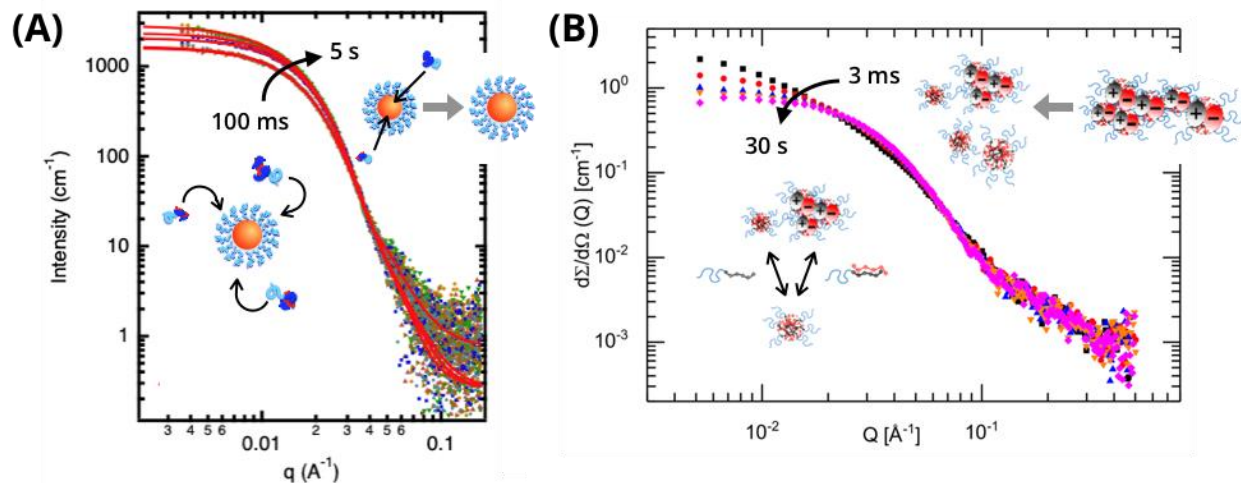 (A)
Intensity (cm⁻¹)
1000
100
10
1
5 s
100 ms
3 4 5 6 0.01 2 3 4 5 6 0.1
q (A⁻¹)
(B)
dΣ/dΩ (Q) [cm⁻¹]
10⁰
10⁻¹
10⁻²
10⁻³
3 ms
30 s
+ − + − + −
+ − + − + − + −
+ − + − + −
10⁻² 10⁻¹
Q [Å⁻¹]